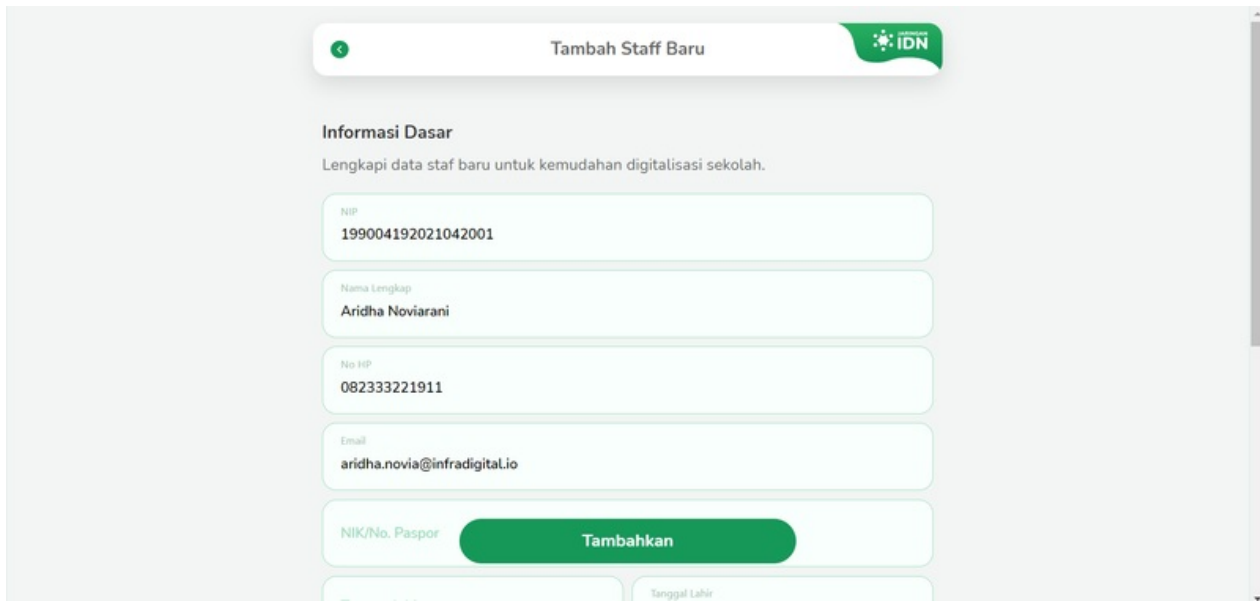 Tambah Staff Baru
JARINGAN
IDN
Informasi Dasar
Lengkapi data staf baru untuk kemudahan digitalisasi sekolah.
NIP
199004192021042001
Nama Lengkap
Aridha Noviarani
No HP
082333221911
Email
aridha.novia@infradigital.io
NIK/No. Paspor
Tambahkan
Tanggal Lahir